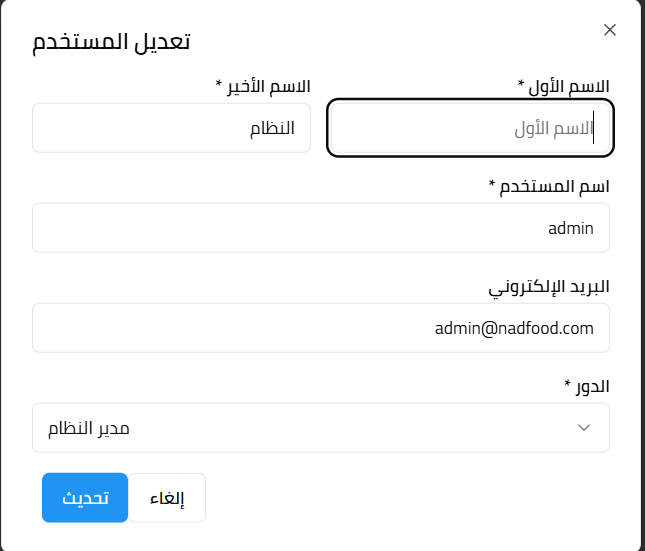 تعديل المستخدم
الاسم الأول * الاسم الأخير *
الاسم الأول النظام
اسم المستخدم *
admin
البريد الإلكتروني
admin@nadfood.com
الدور *
مدير النظام
إلغاء تحديث